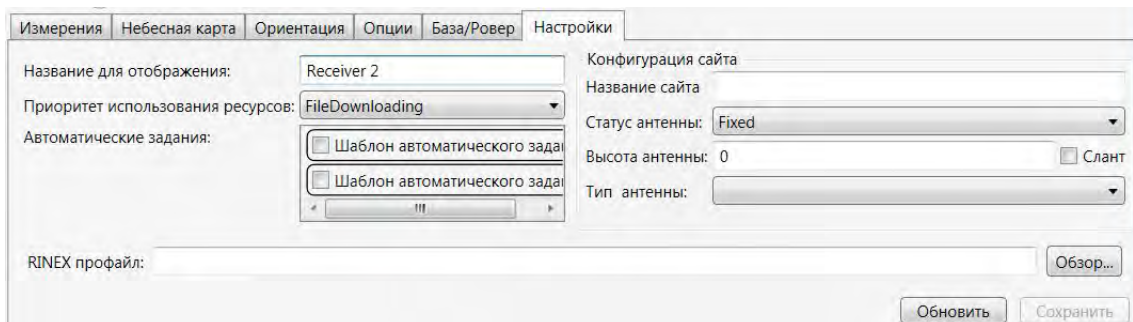 Измерения Небесная карта Ориентация Опции База/Ровер Настройки
Название для отображения: Receiver 2
Приоритет использования ресурсов: FileDownloading
Автоматические задания:
Шаблон автоматического зада
Шаблон автоматического зада
Конфигурация сайта
Название сайта
Статус антенны: Fixed
Высота антенны: 0 Слант
Тип антенны:
RINEX профайл: Обзор...
Обновить Сохранить